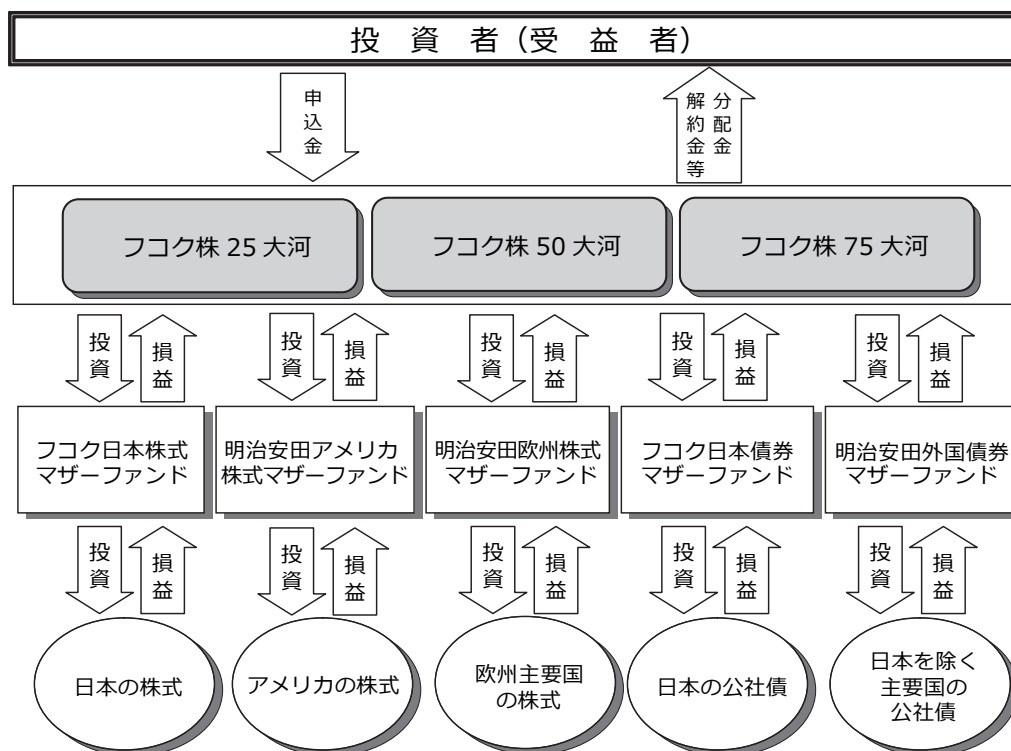 投 資 者（受 益 者）
申込金
分配金
解約金等
フコク株 25 大河
フコク株 50 大河
フコク株 75 大河
投資
損益
投資
損益
投資
損益
投資
損益
投資
損益
フコク日本株式
マザーファンド
明治安田アメリカ
株式マザーファンド
明治安田欧州株式
マザーファンド
フコク日本債券
マザーファンド
明治安田外国債券
マザーファンド
投資
損益
投資
損益
投資
損益
投資
損益
投資
損益
日本の株式
アメリカの株式
欧州主要国
の株式
日本の公社債
日本を除く
主要国の
公社債